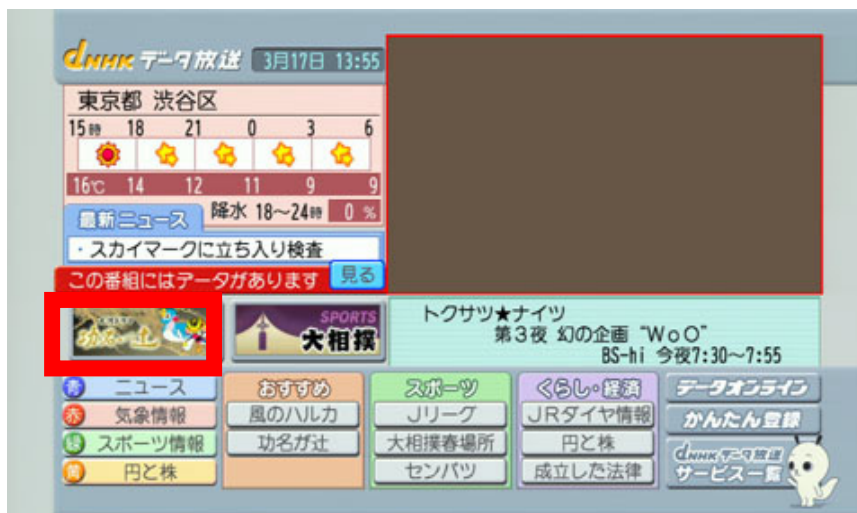 dNHK データ放送 3月17日 13:55
東京都 渋谷区
15時 18 21 0 3 6
16℃ 14 12 11 9 9
最新ニュース 降水 18～24時 0 %
・スカイマークに立ち入り検査
この番組にはデータがあります 見る
功名が辻
SPORTS
大相撲
トクサツ★ナイツ
第3夜 幻の企画 “WoO”
BS-hi 今夜7:30～7:55
青 ニュース
赤 気象情報
緑 スポーツ情報
黄 円と株
おすすめ
風のハルカ
功名が辻
スポーツ
Jリーグ
大相撲春場所
センバツ
くらし・経済
JRダイヤ情報
円と株
成立した法律
データオンライン
かんたん登録
dNHK データ放送
サービス一覧